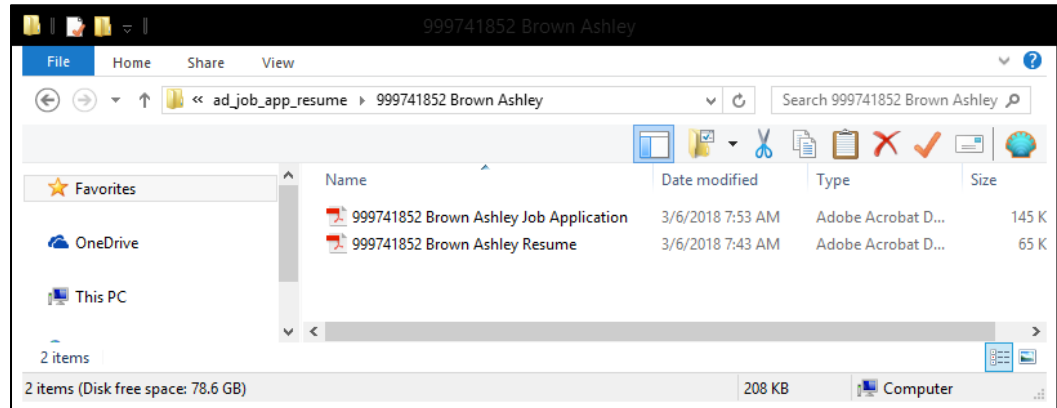 999741852 Brown Ashley
File Home Share View
« ad_job_app_resume 999741852 Brown Ashley Search 999741852 Brown Ashley
Name Date modified Type Size
Favorites
999741852 Brown Ashley Job Application 3/6/2018 7:53 AM Adobe Acrobat D... 145 K
999741852 Brown Ashley Resume 3/6/2018 7:43 AM Adobe Acrobat D... 65 K
OneDrive
This PC
2 items
2 items (Disk free space: 78.6 GB) 208 KB Computer